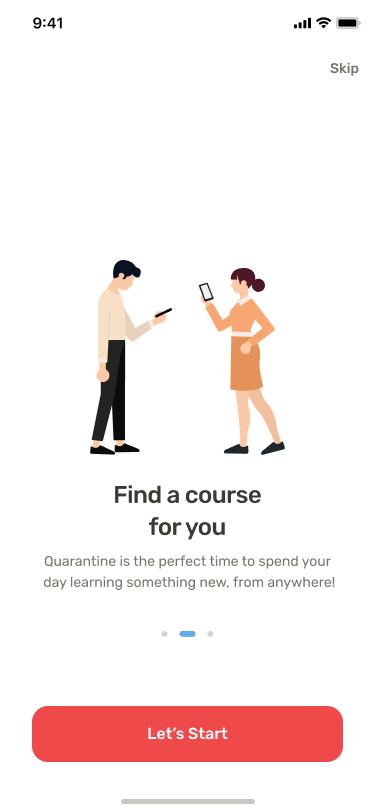 9:41
Skip
Find a course
for you
Quarantine is the perfect time to spend your
day learning something new, from anywhere!
Let’s Start